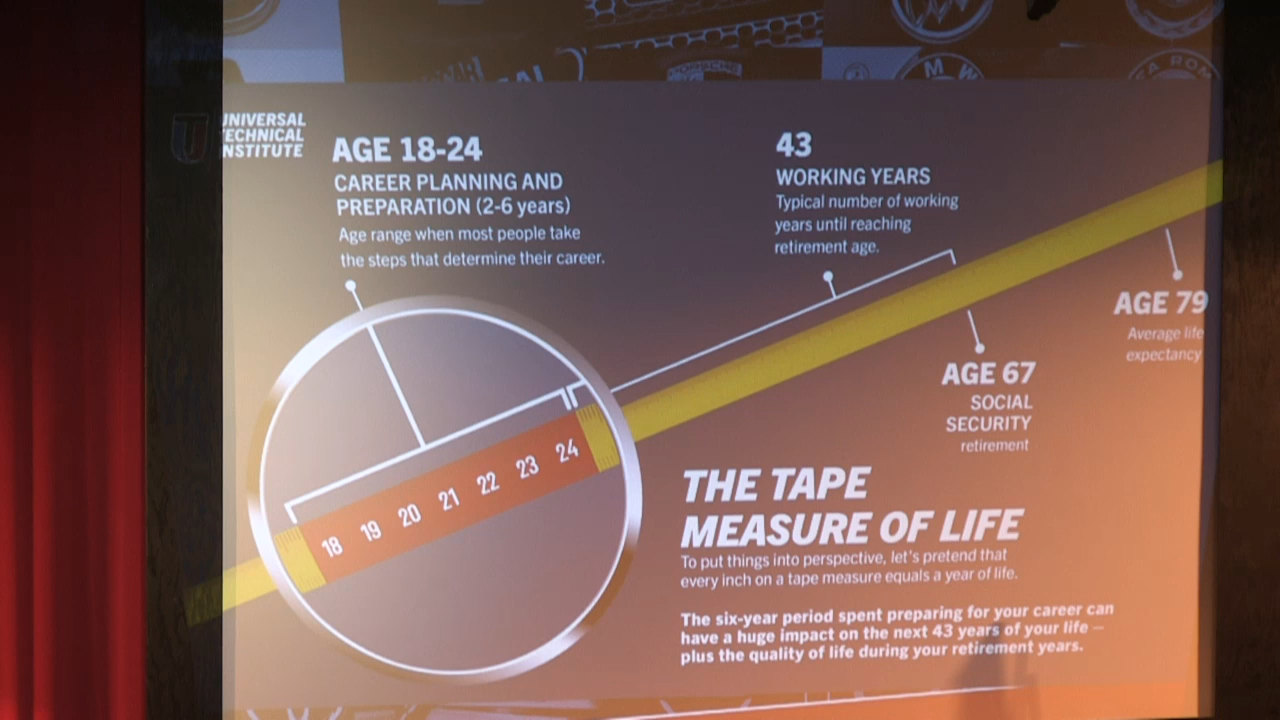 PORSCHE
BMW
UNIVERSAL
TECHNICAL
INSTITUTE
AGE 18-24
CAREER PLANNING AND
PREPARATION (2-6 years)
Age range when most people take
the steps that determine their career.
43
WORKING YEARS
Typical number of working
years until reaching
retirement age.
AGE 79
Average life
expectancy
AGE 67
SOCIAL
SECURITY
retirement
18 19 20 21 22 23 24
THE TAPE
MEASURE OF LIFE
To put things into perspective, let's pretend that
every inch on a tape measure equals a year of life.
The six-year period spent preparing for your career can
have a huge impact on the next 43 years of your life —
plus the quality of life during your retirement years.